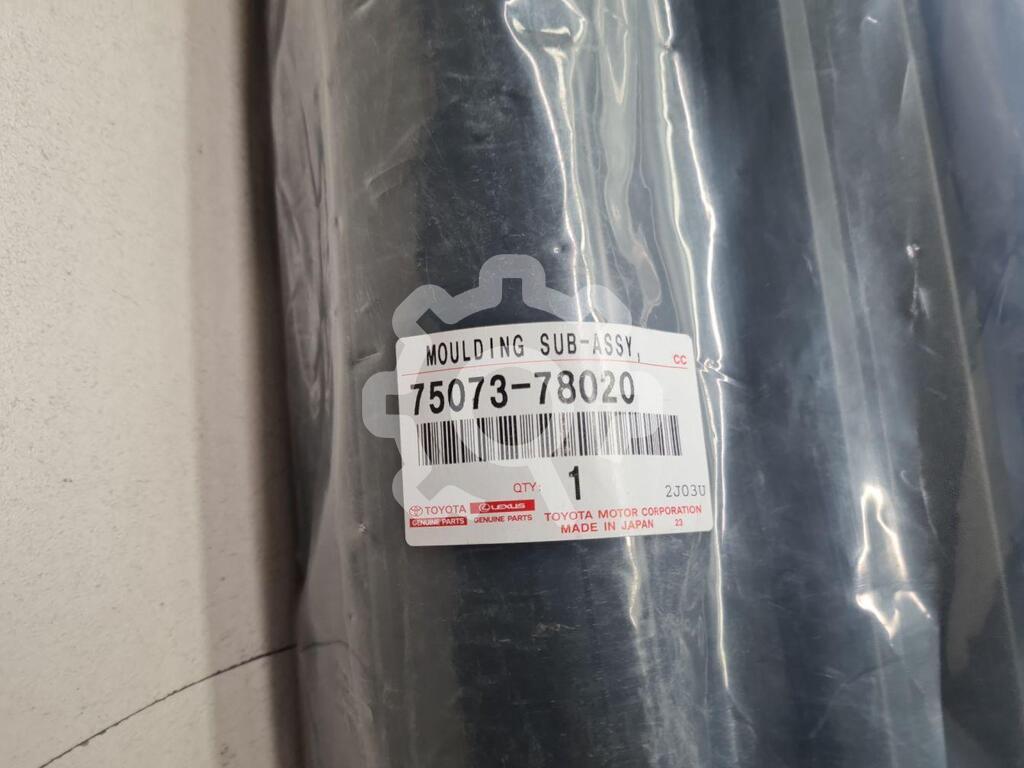 MOULDING SUB-ASSY,
CC
75073-78020
QTY: 1
2J03U
TOYOTA LEXUS TOYOTA MOTOR CORPORATION
GENUINE PARTS GENUINE PARTS MADE IN JAPAN 23